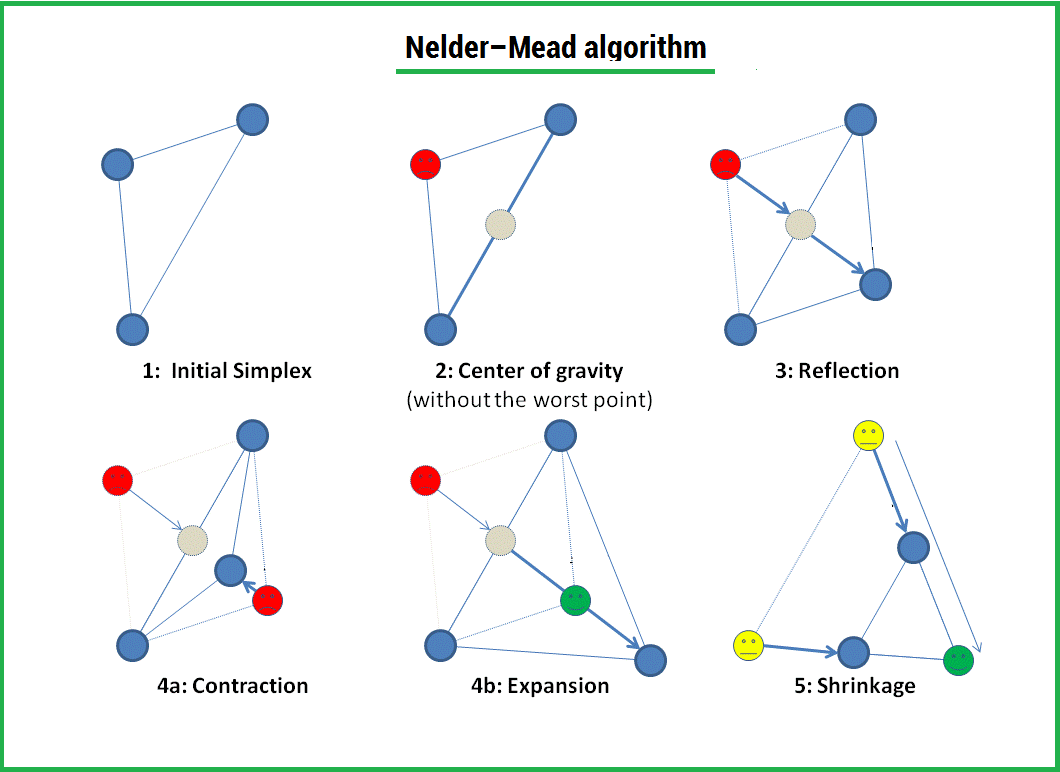 Nelder–Mead algorithm
1: Initial Simplex
2: Center of gravity
(without the worst point)
3: Reflection
4a: Contraction
4b: Expansion
5: Shrinkage